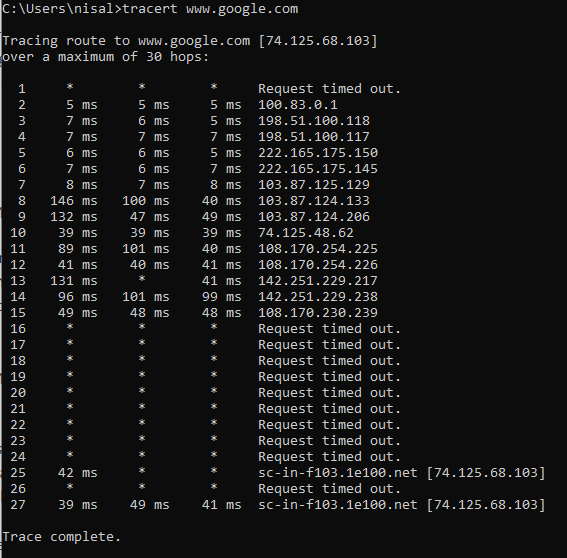 C:\Users\nisal>tracert www.google.com
Tracing route to www.google.com [74.125.68.103]
over a maximum of 30 hops:
1 * * * Request timed out.
2 5 ms 5 ms 5 ms 100.83.0.1
3 7 ms 6 ms 5 ms 198.51.100.118
4 7 ms 7 ms 7 ms 198.51.100.117
5 6 ms 6 ms 5 ms 222.165.175.150
6 7 ms 6 ms 7 ms 222.165.175.145
7 8 ms 7 ms 8 ms 103.87.125.129
8 146 ms 100 ms 40 ms 103.87.124.133
9 132 ms 47 ms 49 ms 103.87.124.206
10 39 ms 39 ms 39 ms 74.125.48.62
11 89 ms 101 ms 40 ms 108.170.254.225
12 41 ms 40 ms 41 ms 108.170.254.226
13 131 ms * 41 ms 142.251.229.217
14 96 ms 101 ms 99 ms 142.251.229.238
15 49 ms 48 ms 48 ms 108.170.230.239
16 * * * Request timed out.
17 * * * Request timed out.
18 * * * Request timed out.
19 * * * Request timed out.
20 * * * Request timed out.
21 * * * Request timed out.
22 * * * Request timed out.
23 * * * Request timed out.
24 * * * Request timed out.
25 42 ms * * sc-in-f103.1e100.net [74.125.68.103]
26 * * * Request timed out.
27 39 ms 49 ms 41 ms sc-in-f103.1e100.net [74.125.68.103]
Trace complete.